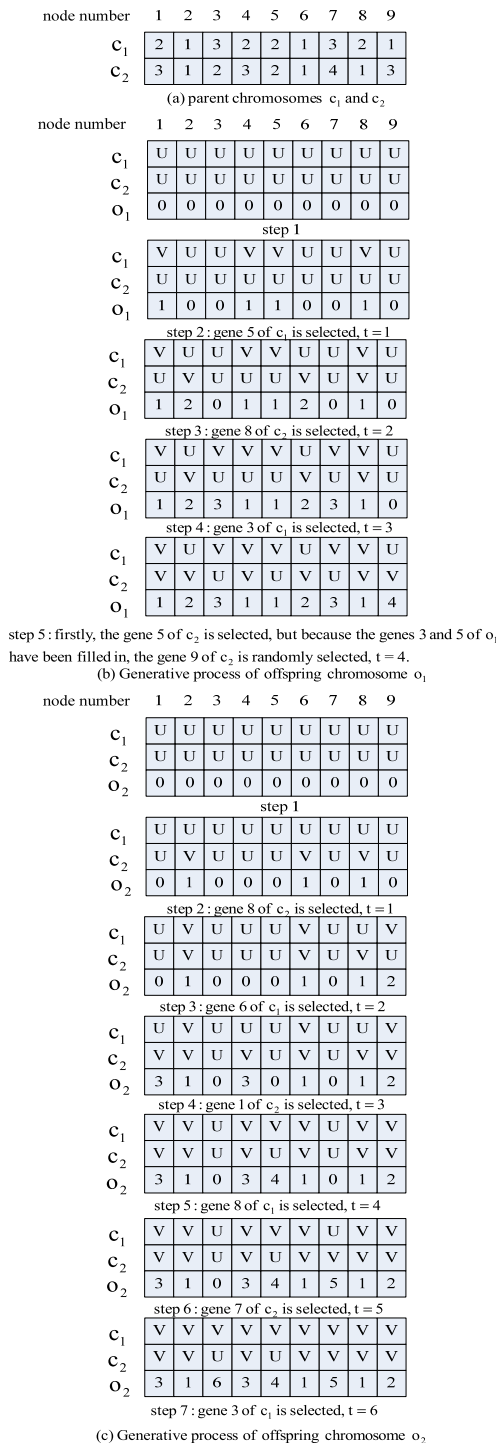 node number 1 2 3 4 5 6 7 8 9
c1 2 1 3 2 2 1 3 2 1
c2 3 1 2 3 2 1 4 1 3
(a) parent chromosomes c1 and c2
node number 1 2 3 4 5 6 7 8 9
c1 U U U U U U U U U
c2 U U U U U U U U U
o1 0 0 0 0 0 0 0 0 0
step 1
c1 V U U V V U U V U
c2 U U U U U U U U U
o1 1 0 0 1 1 0 0 1 0
step 2 : gene 5 of c1 is selected, t = 1
c1 V U U V V U U V U
c2 U V U U U V U V U
o1 1 2 0 1 1 2 0 1 0
step 3 : gene 8 of c2 is selected, t = 2
c1 V U V V V U V V U
c2 U V U U U V U V U
o1 1 2 3 1 1 2 3 1 0
step 4 : gene 3 of c1 is selected, t = 3
c1 V U V V V U V V U
c2 V V U V U V U V V
o1 1 2 3 1 1 2 3 1 4
step 5 : firstly, the gene 5 of c2 is selected, but because the genes 3 and 5 of o1
have been filled in, the gene 9 of c2 is randomly selected, t = 4.
(b) Generative process of offspring chromosome o1
node number 1 2 3 4 5 6 7 8 9
c1 U U U U U U U U U
c2 U U U U U U U U U
o2 0 0 0 0 0 0 0 0 0
step 1
c1 U U U U U U U U U
c2 U V U U U V U V U
o2 0 1 0 0 0 1 0 1 0
step 2 : gene 8 of c2 is selected, t = 1
c1 U V U U U V U U V
c2 U V U U U V U V U
o2 0 1 0 0 0 1 0 1 2
step 3 : gene 6 of c1 is selected, t = 2
c1 U V U U U V U U V
c2 V V U V U V U V V
o2 3 1 0 3 0 1 0 1 2
step 4 : gene 1 of c2 is selected, t = 3
c1 V V U V V V U V V
c2 V V U V U V U V V
o2 3 1 0 3 4 1 0 1 2
step 5 : gene 8 of c1 is selected, t = 4
c1 V V U V V V U V V
c2 V V U V U V V V V
o2 3 1 0 3 4 1 5 1 2
step 6 : gene 7 of c2 is selected, t = 5
c1 V V V V V V V V V
c2 V V U V U V V V V
o2 3 1 6 3 4 1 5 1 2
step 7 : gene 3 of c1 is selected, t = 6
(c) Generative process of offspring chromosome o2